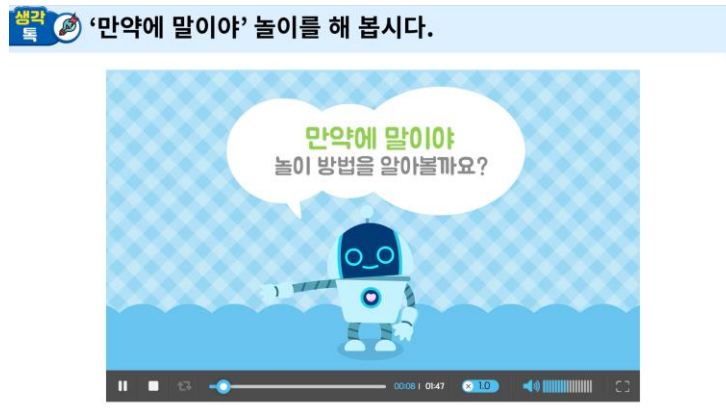 생각
톡
‘만약에 말이야’ 놀이를 해 봅시다.
만약에 말이야
놀이 방법을 알아볼까요?
00:08 | 01:47
× 1.0